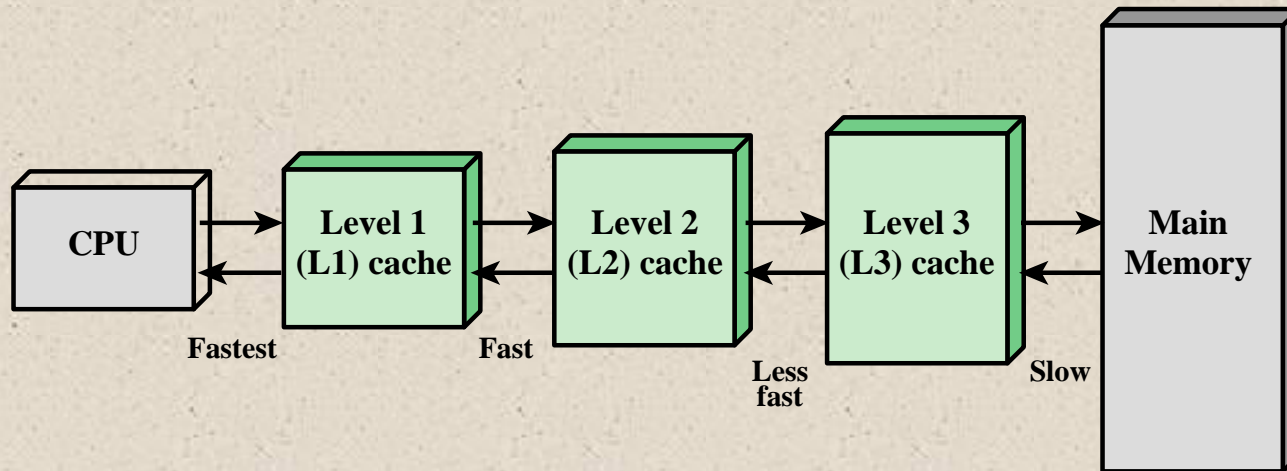 CPU
Level 1
(L1) cache
Level 2
(L2) cache
Level 3
(L3) cache
Main
Memory
Fastest
Fast
Less
fast
Slow